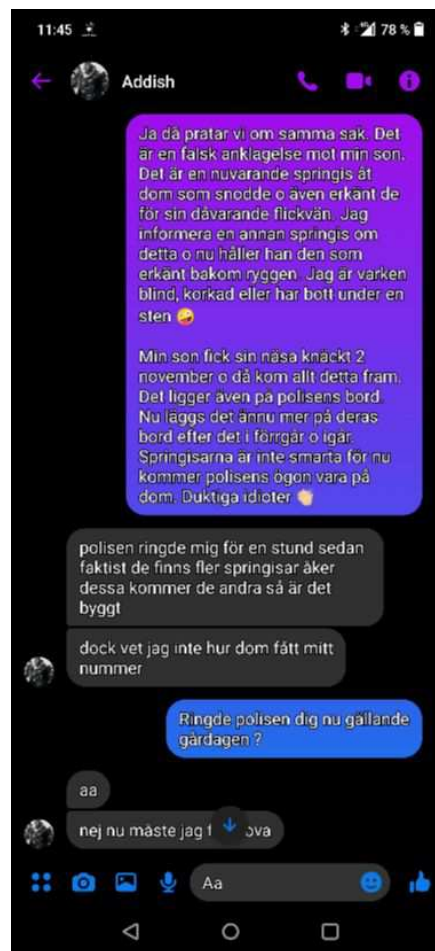 11:45
78 %
Addish
Ja då pratar vi om samma sak. Det
är en falsk anklagelse mot min son.
Det är en nuvarande springis åt
dom som snodde o även erkänt de
för sin dåvarande flickvän. Jag
informera en annan springis om
detta o nu håller han den som
erkänt bakom ryggen. Jag är varken
blind, korkad eller har bott under en
sten 🤪
Min son fick sin näsa knäckt 2
november o då kom allt detta fram.
Det ligger även på polisens bord.
Nu läggs det ännu mer på deras
bord efter det i förrgår o igår.
Springisarna är inte smarta för nu
kommer polisens ögon vara på
dom. Duktiga idioter 👏🏻
polisen ringde mig för en stund sedan
faktist de finns fler springisar åker
dessa kommer de andra så är det
byggt
dock vet jag inte hur dom fått mitt
nummer
Ringde polisen dig nu gällande
gårdagen ?
aa
nej nu måste jag
Aa